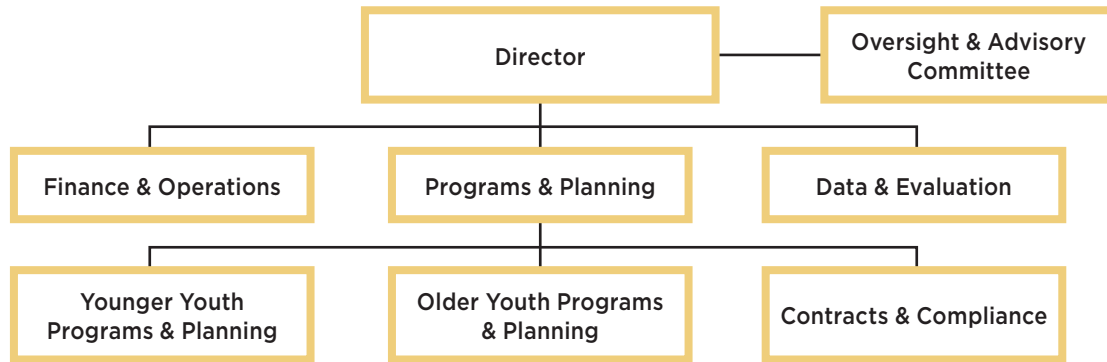 Director
Oversight & Advisory
Committee
Finance & Operations
Programs & Planning
Data & Evaluation
Younger Youth
Programs & Planning
Older Youth Programs
& Planning
Contracts & Compliance